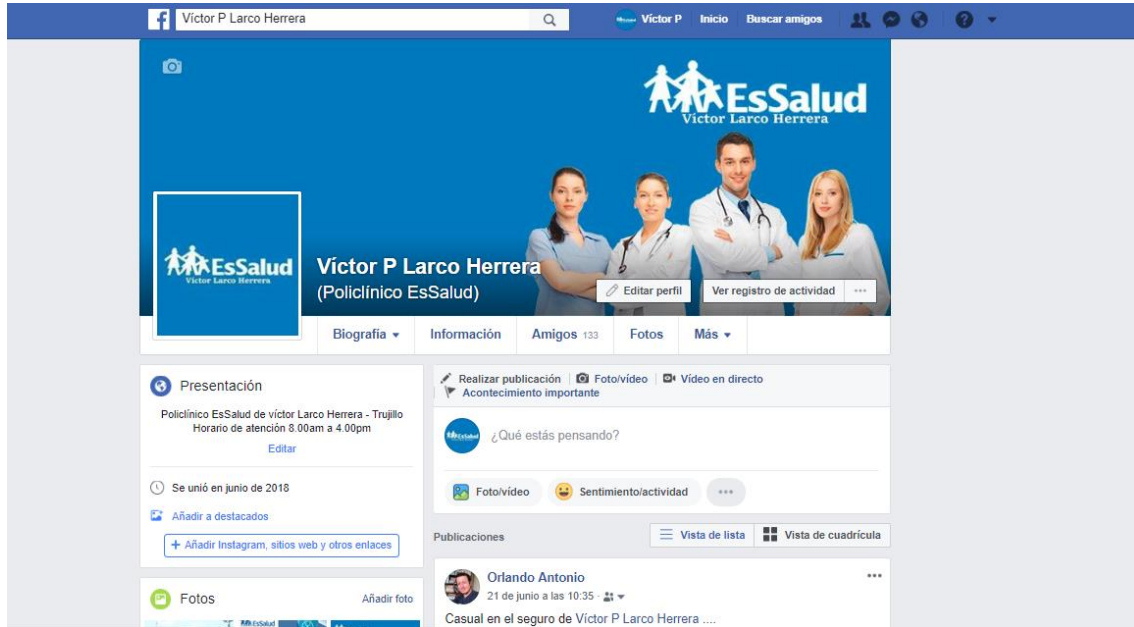 Víctor P Larco Herrera
Víctor P
Inicio
Buscar amigos
EsSalud
Víctor Larco Herrera
EsSalud
Víctor Larco Herrera
Víctor P Larco Herrera
(Policlínico EsSalud)
Editar perfil
Ver registro de actividad
Biografía
Información
Amigos 133
Fotos
Más
Presentación
Policlínico EsSalud de víctor Larco Herrera - Trujillo
Horario de atención 8.00am a 4.00pm
Editar
Se unió en junio de 2018
Añadir a destacados
+ Añadir Instagram, sitios web y otros enlaces
Fotos
Añadir foto
EsSalud
Realizar publicación
Foto/vídeo
Vídeo en directo
Acontecimiento importante
EsSalud
¿Qué estás pensando?
Foto/vídeo
Sentimiento/actividad
Publicaciones
Vista de lista
Vista de cuadrícula
Orlando Antonio
21 de junio a las 10:35 ·
Casual en el seguro de Víctor P Larco Herrera ....